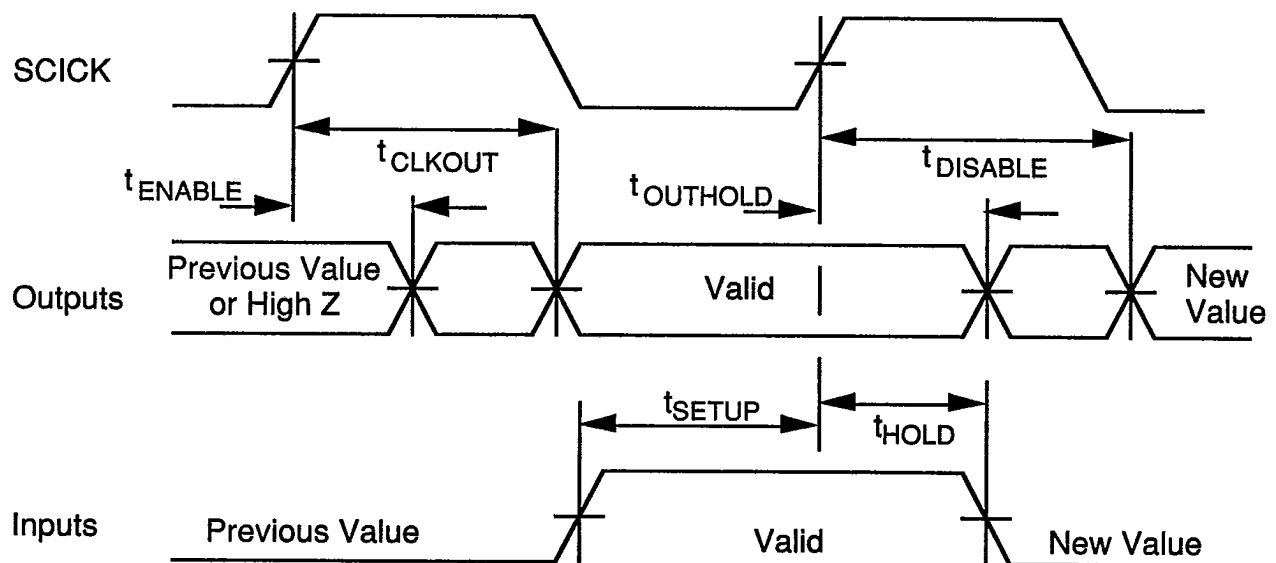 SCICK
tCLKOUT
tDISABLE
tENABLE
tOUTHOLD
Outputs
Previous Value
or High Z
Valid
New
Value
tSETUP
tHOLD
Inputs
Previous Value
Valid
New Value